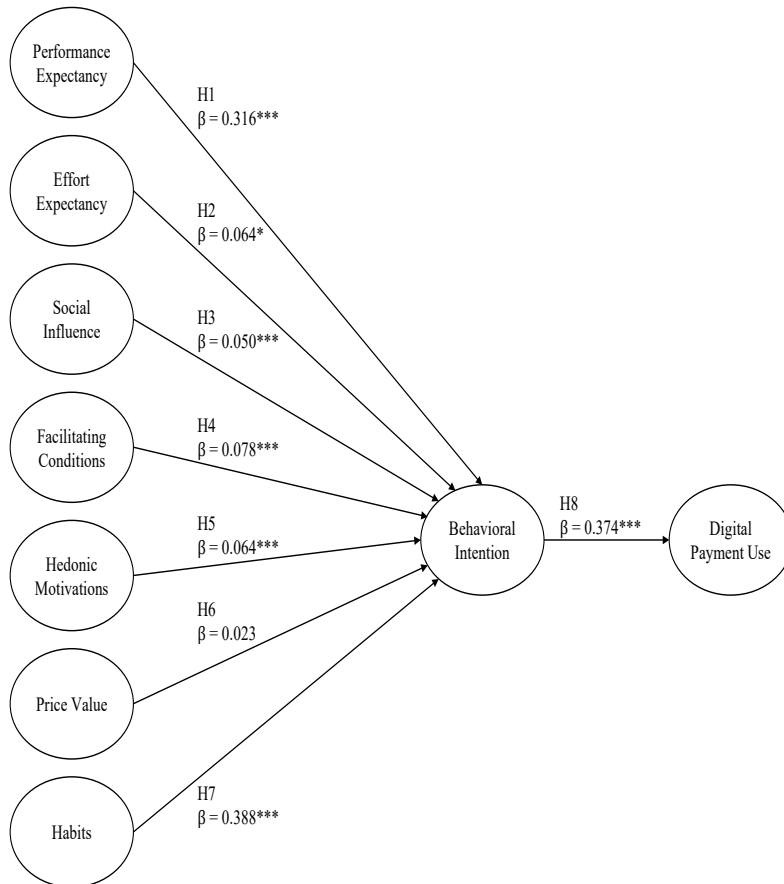 Performance
Expectancy
H1
β = 0.316***
Effort
Expectancy
H2
β = 0.064*
Social
Influence
H3
β = 0.050***
Facilitating
Conditions
H4
β = 0.078***
Hedonic
Motivations
H5
β = 0.064***
Price Value
H6
β = 0.023
Habits
H7
β = 0.388***
Behavioral
Intention
H8
β = 0.374***
Digital
Payment Use